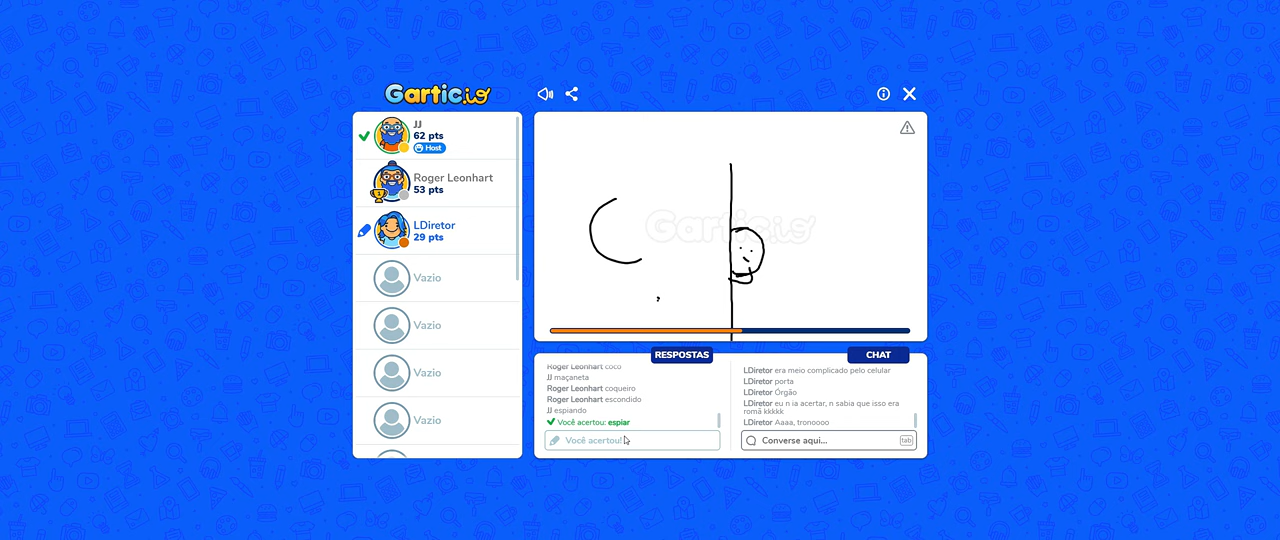 Gartic.io
JJ
62 pts
Host
Roger Leonhart
53 pts
LDiretor
29 pts
Vazio
Vazio
Vazio
Vazio
Gartic.io
RESPOSTAS
Roger Leonhart coco
JJ maçaneta
Roger Leonhart coqueiro
Roger Leonhart escondido
JJ espiando
Você acertou: espiar
Você acertou!
CHAT
LDiretor era meio complicado pelo celular
LDiretor porta
LDiretor Órgão
LDiretor eu n ia acertar, n sabia que isso era
romã kkkkk
LDiretor Aaaa, tronoooo
Converse aqui...
tab